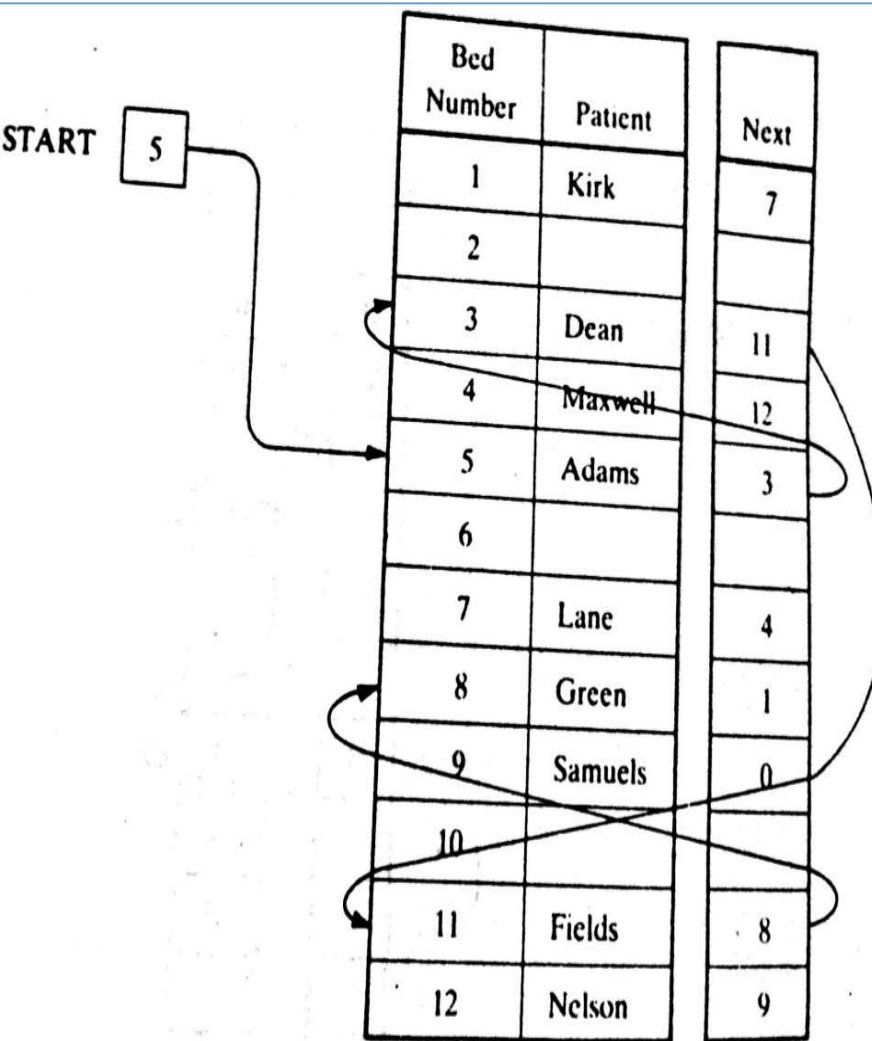 START 5
Bed Number Patient Next
1 Kirk 7
2
3 Dean 11
4 Maxwell 12
5 Adams 3
6
7 Lane 4
8 Green 1
9 Samuels 0
10
11 Fields 8
12 Nelson 9